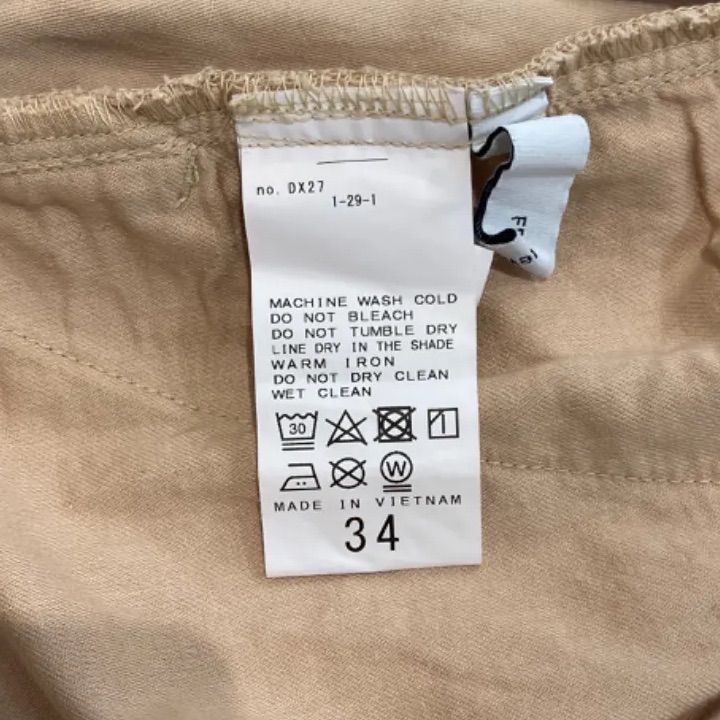 no. DX27
1-29-1
MACHINE WASH COLD
DO NOT BLEACH
DO NOT TUMBLE DRY
LINE DRY IN THE SHADE
WARM IRON
DO NOT DRY CLEAN
WET CLEAN
30
W
MADE IN VIETNAM
34